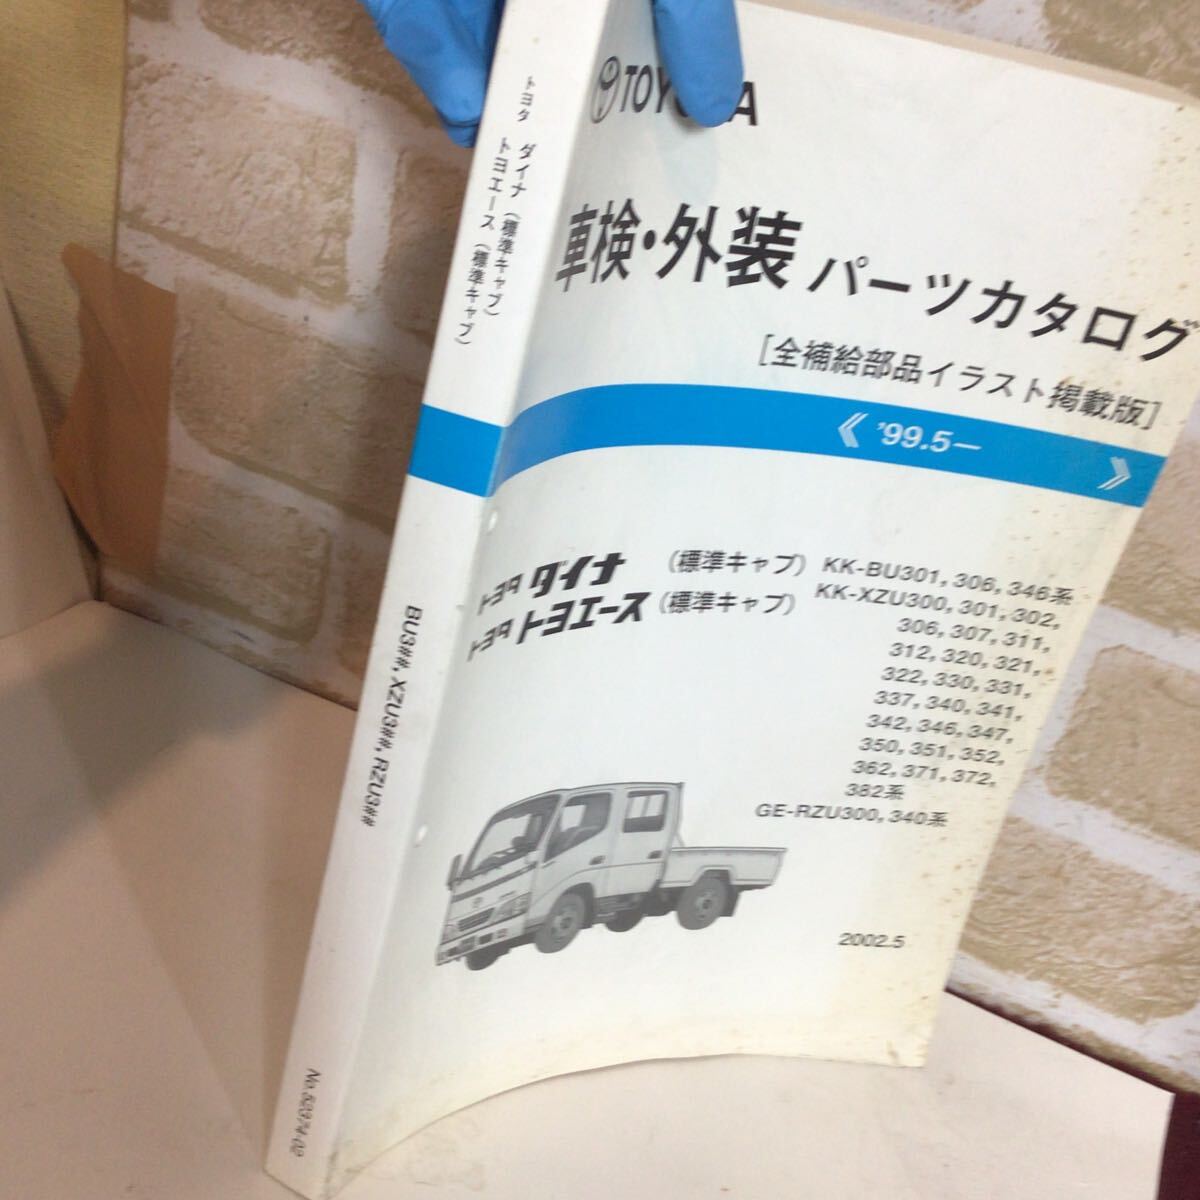 TOYOTA
車検・外装 パーツカタログ
[全補給部品イラスト掲載版]
《 '99.5― 》
トヨタ ダイナ (標準キャブ) KK-BU301, 306, 346系
トヨタ トヨエース (標準キャブ) KK-XZU300, 301, 302,
306, 307, 311,
312, 320, 321,
322, 330, 331,
337, 340, 341,
342, 346, 347,
350, 351, 352,
362, 371, 372,
382系
GE-RZU300, 340系
2002.5
トヨタ ダイナ (標準キャブ)
トヨエース (標準キャブ)
BU3##, XZU3##, RZU3##
No.52374-02